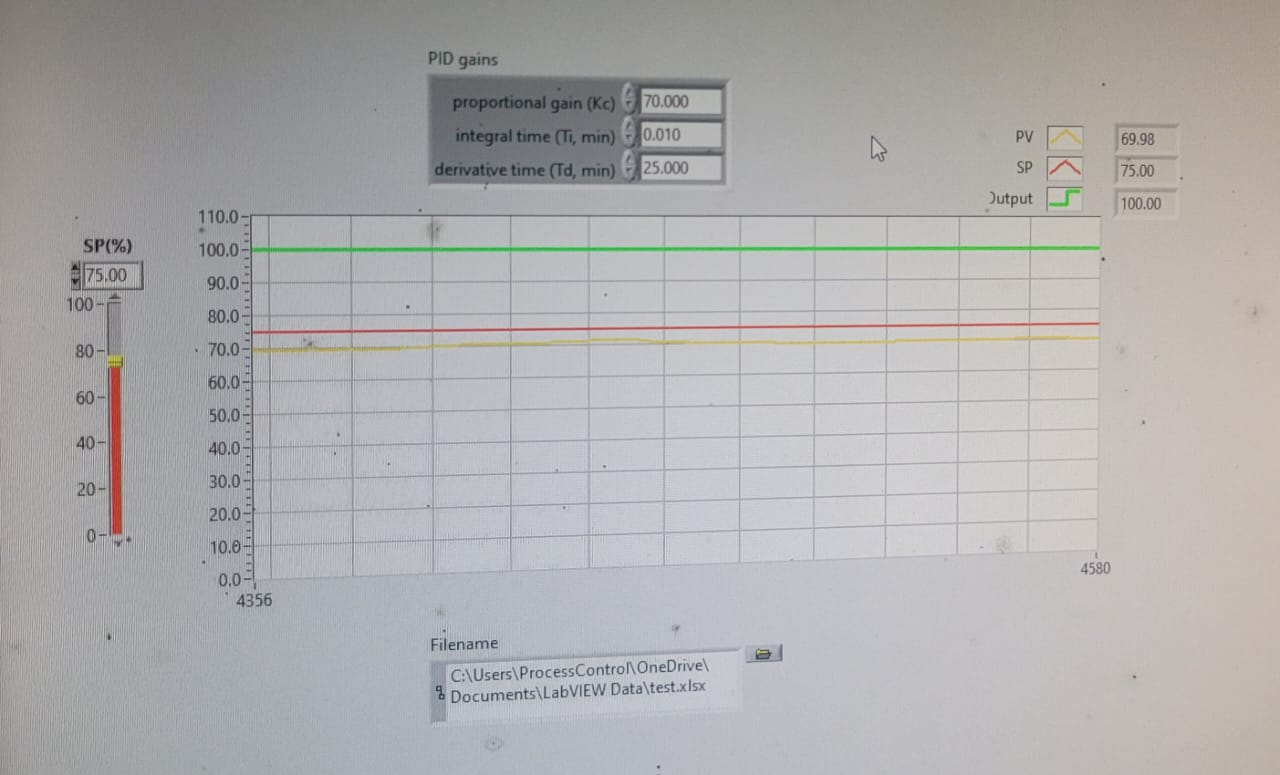 PID gains
proportional gain (Kc) 70.000
integral time (Ti, min) 0.010
derivative time (Td, min) 25.000
PV 69.98
SP 75.00
Output 100.00
SP(%)
75.00
100
80
60
40
20
0
110.0
100.0
90.0
80.0
70.0
60.0
50.0
40.0
30.0
20.0
10.0
0.0
4356
4580
Filename
C:\Users\ProcessControl\OneDrive\
Documents\LabVIEW Data\test.xlsx